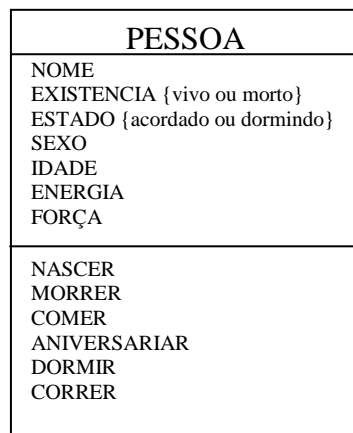 PESSOA
NOME
EXISTENCIA {vivo ou morto}
ESTADO {acordado ou dormindo}
SEXO
IDADE
ENERGIA
FORÇA
NASCER
MORRER
COMER
ANIVERSARIAR
DORMIR
CORRER